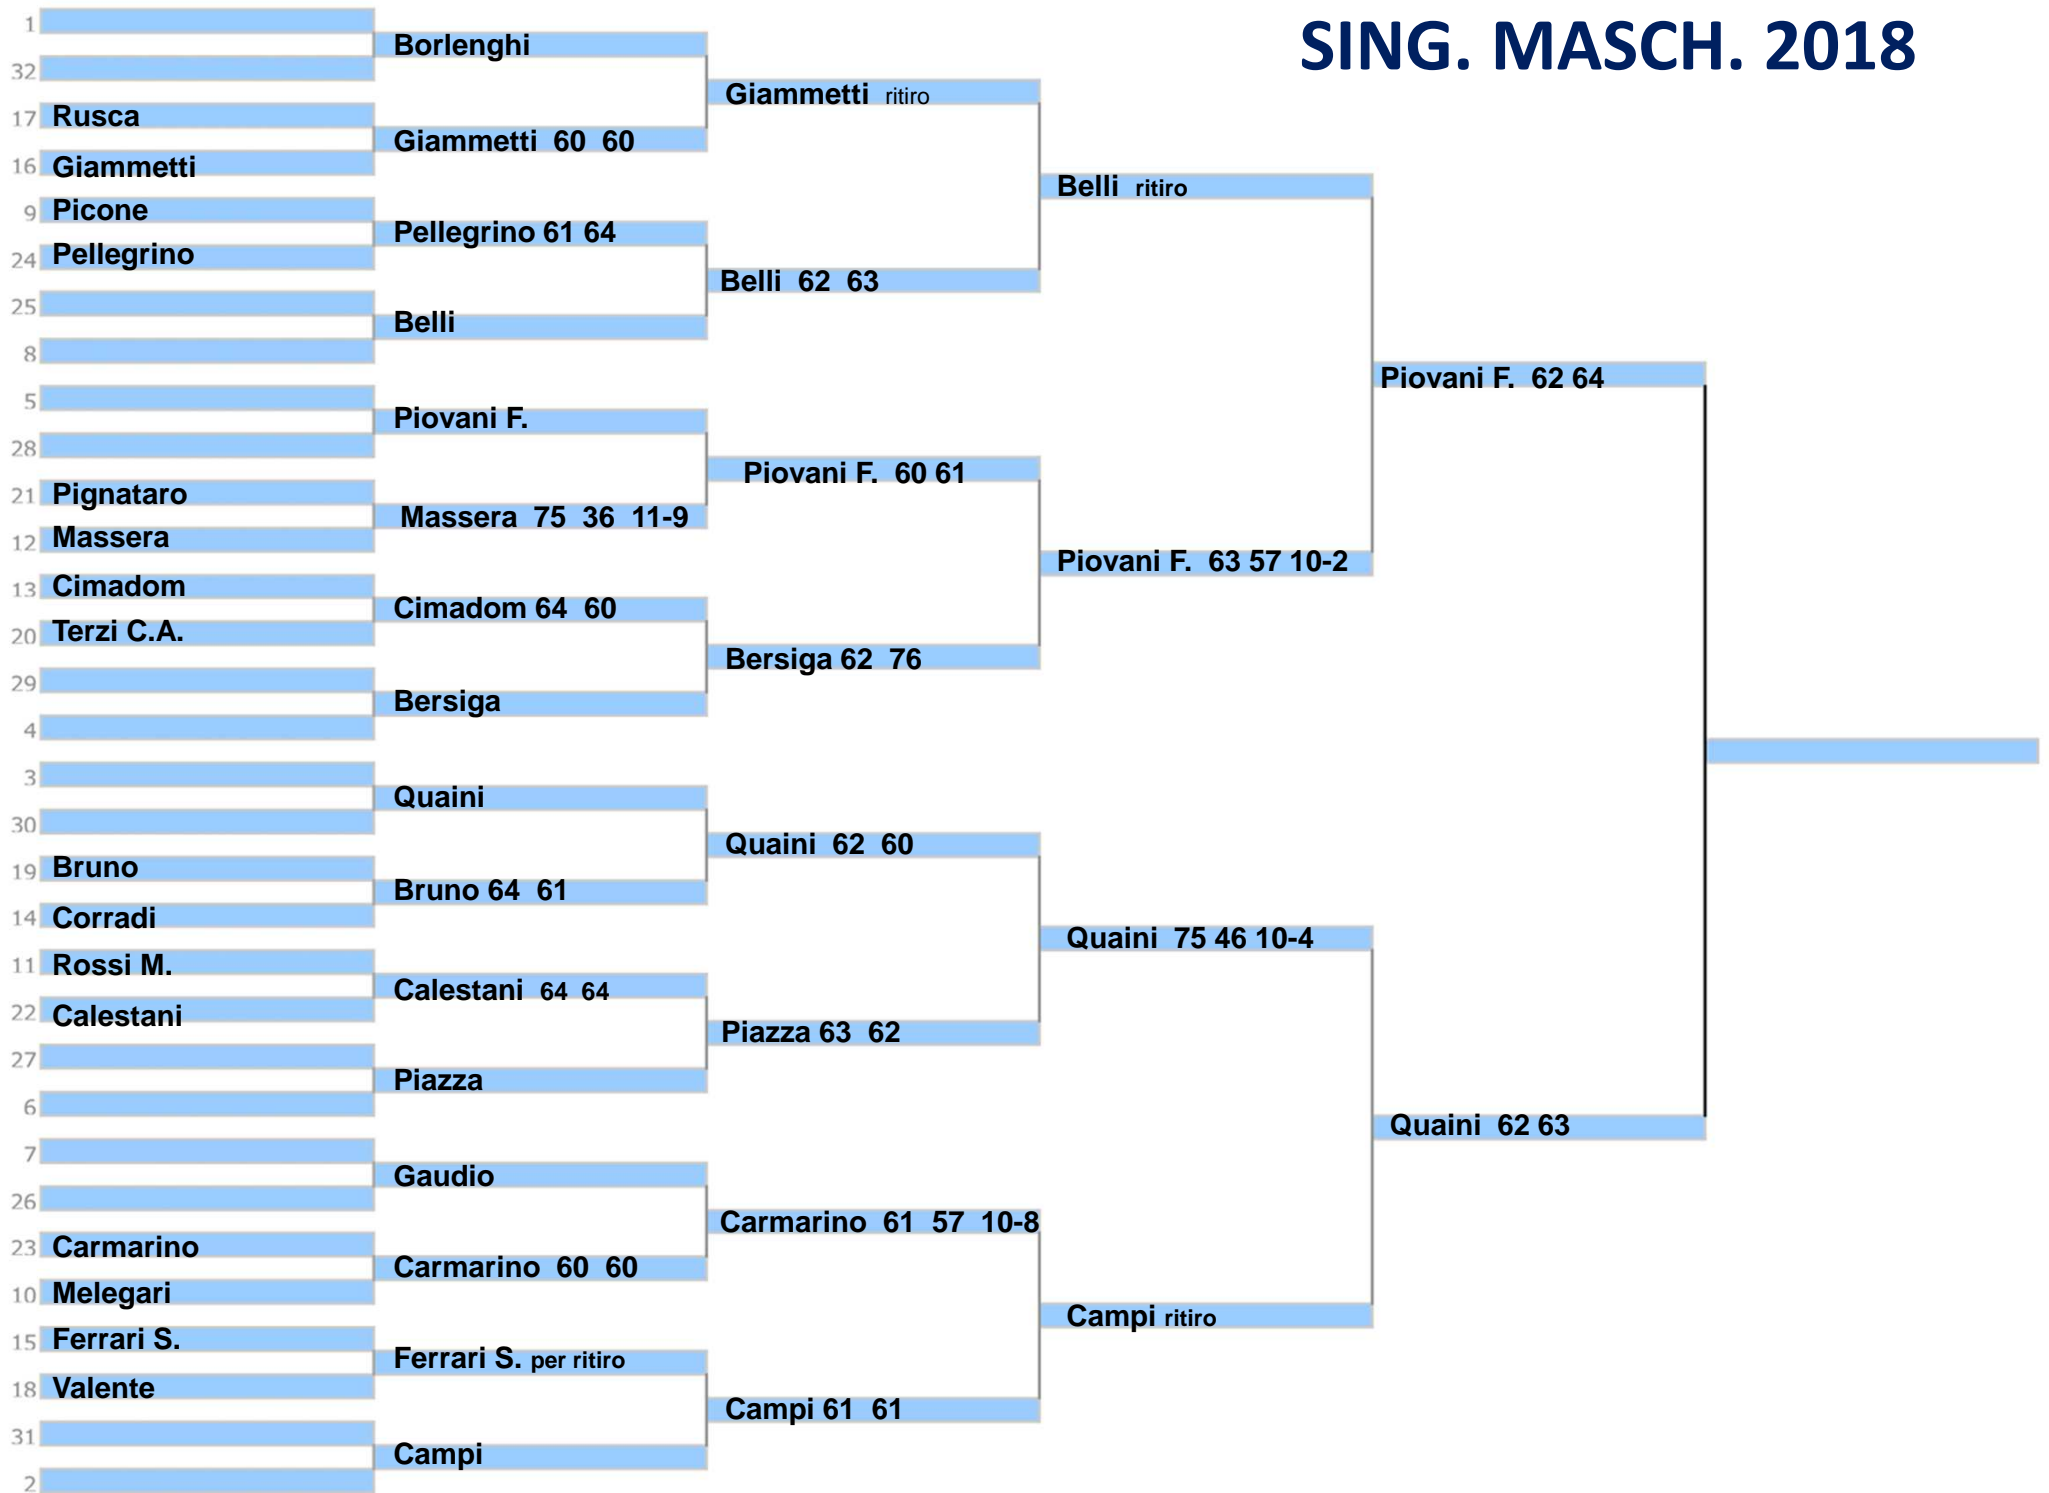 SING. MASCH. 2018
1
32
17 Rusca
16 Giammetti
9 Picone
24 Pellegrino
25
8
5
28
21 Pignataro
12 Massera
13 Cimadom
20 Terzi C.A.
29
4
3
30
19 Bruno
14 Corradi
11 Rossi M.
22 Calestani
27
6
7
26
23 Carmarino
10 Melegari
15 Ferrari S.
18 Valente
31
2
Borlenghi
Giammetti 60 60
Pellegrino 61 64
Belli
Piovani F.
Massera 75 36 11-9
Cimadom 64 60
Bersiga
Quaini
Bruno 64 61
Calestani 64 64
Piazza
Gaudio
Carmarino 60 60
Ferrari S. per ritiro
Campi
Giammetti ritiro
Belli 62 63
Piovani F. 60 61
Bersiga 62 76
Quaini 62 60
Piazza 63 62
Carmarino 61 57 10-8
Campi 61 61
Belli ritiro
Piovani F. 63 57 10-2
Quaini 75 46 10-4
Campi ritiro
Piovani F. 62 64
Quaini 62 63